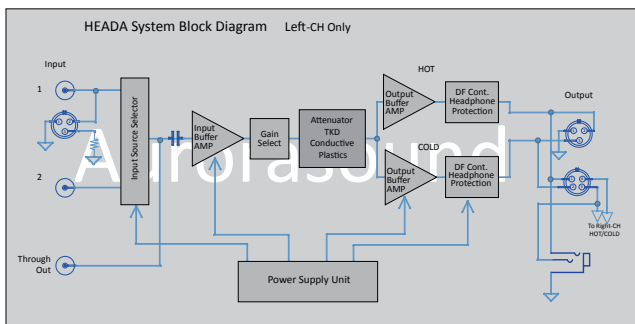 HEADA System Block Diagram Left-CH Only
Input
1
2
Through
Out
Input Source Selector
Input
Buffer
AMP
Gain
Select
Attenuator
TKD
Conductive
Plastics
HOT
Output
Buffer
AMP
DF Cont.
Headphone
Protection
COLD
Output
Buffer
AMP
DF Cont.
Headphone
Protection
Output
To Right-CH
HOT/COLD
Power Supply Unit
Aurorasound